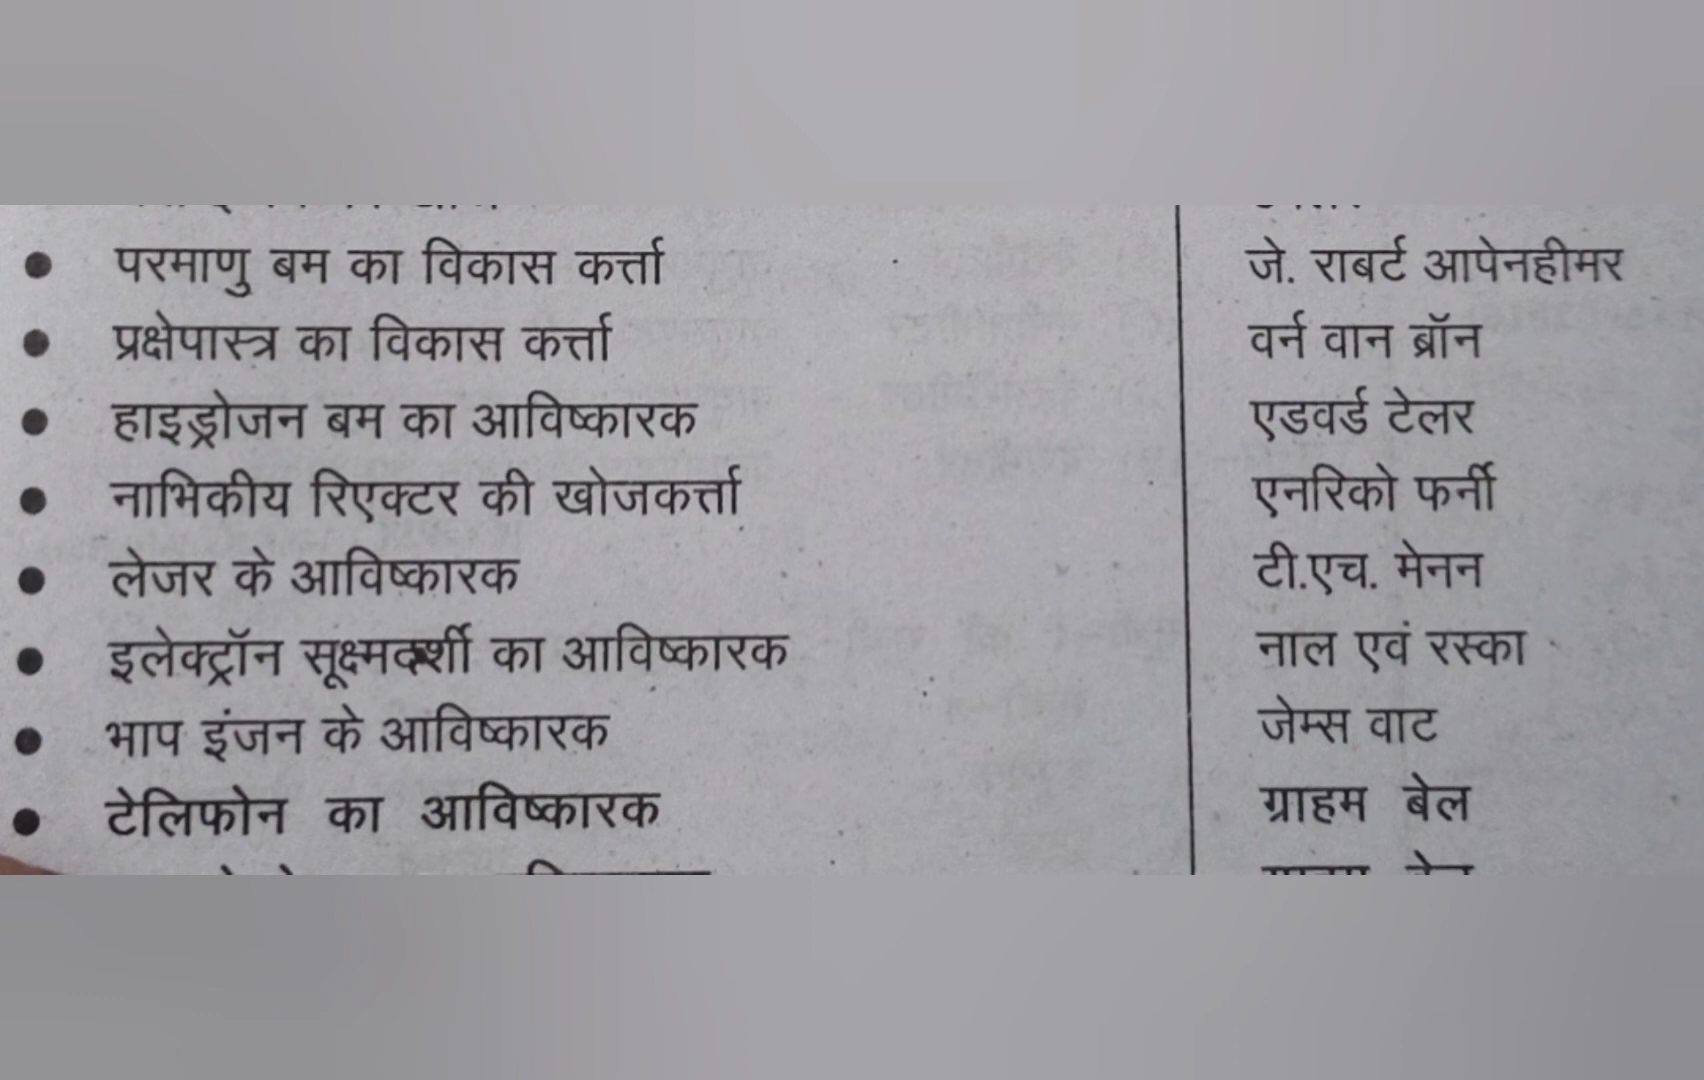 परमाणु बम का विकास कर्त्ता जे. राबर्ट आपेनहीमर
प्रक्षेपास्त्र का विकास कर्त्ता वर्न वान ब्रॉन
हाइड्रोजन बम का आविष्कारक एडवर्ड टेलर
नाभिकीय रिएक्टर की खोजकर्त्ता एनरिको फर्नी
लेजर के आविष्कारक टी.एच. मेनन
इलेक्ट्रॉन सूक्ष्मदर्शी का आविष्कारक नाल एवं रस्का
भाप इंजन के आविष्कारक जेम्स वाट
टेलिफोन का आविष्कारक ग्राहम बेल